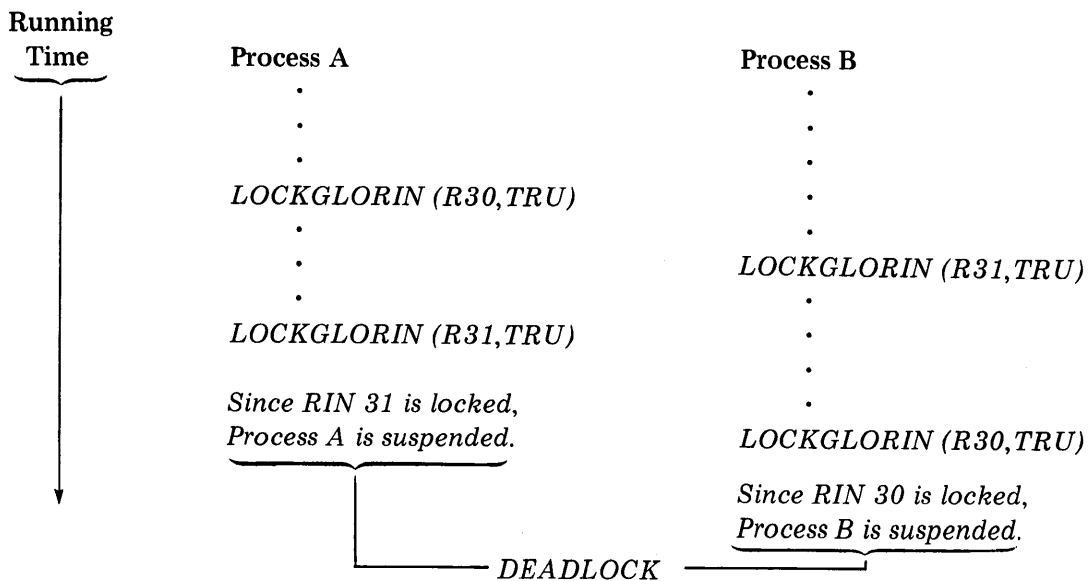 Running
Time
Process A
LOCKGLORIN (R30,TRU)
LOCKGLORIN (R31,TRU)
Since RIN 31 is locked,
Process A is suspended.
Process B
LOCKGLORIN (R31,TRU)
LOCKGLORIN (R30,TRU)
Since RIN 30 is locked,
Process B is suspended.
DEADLOCK